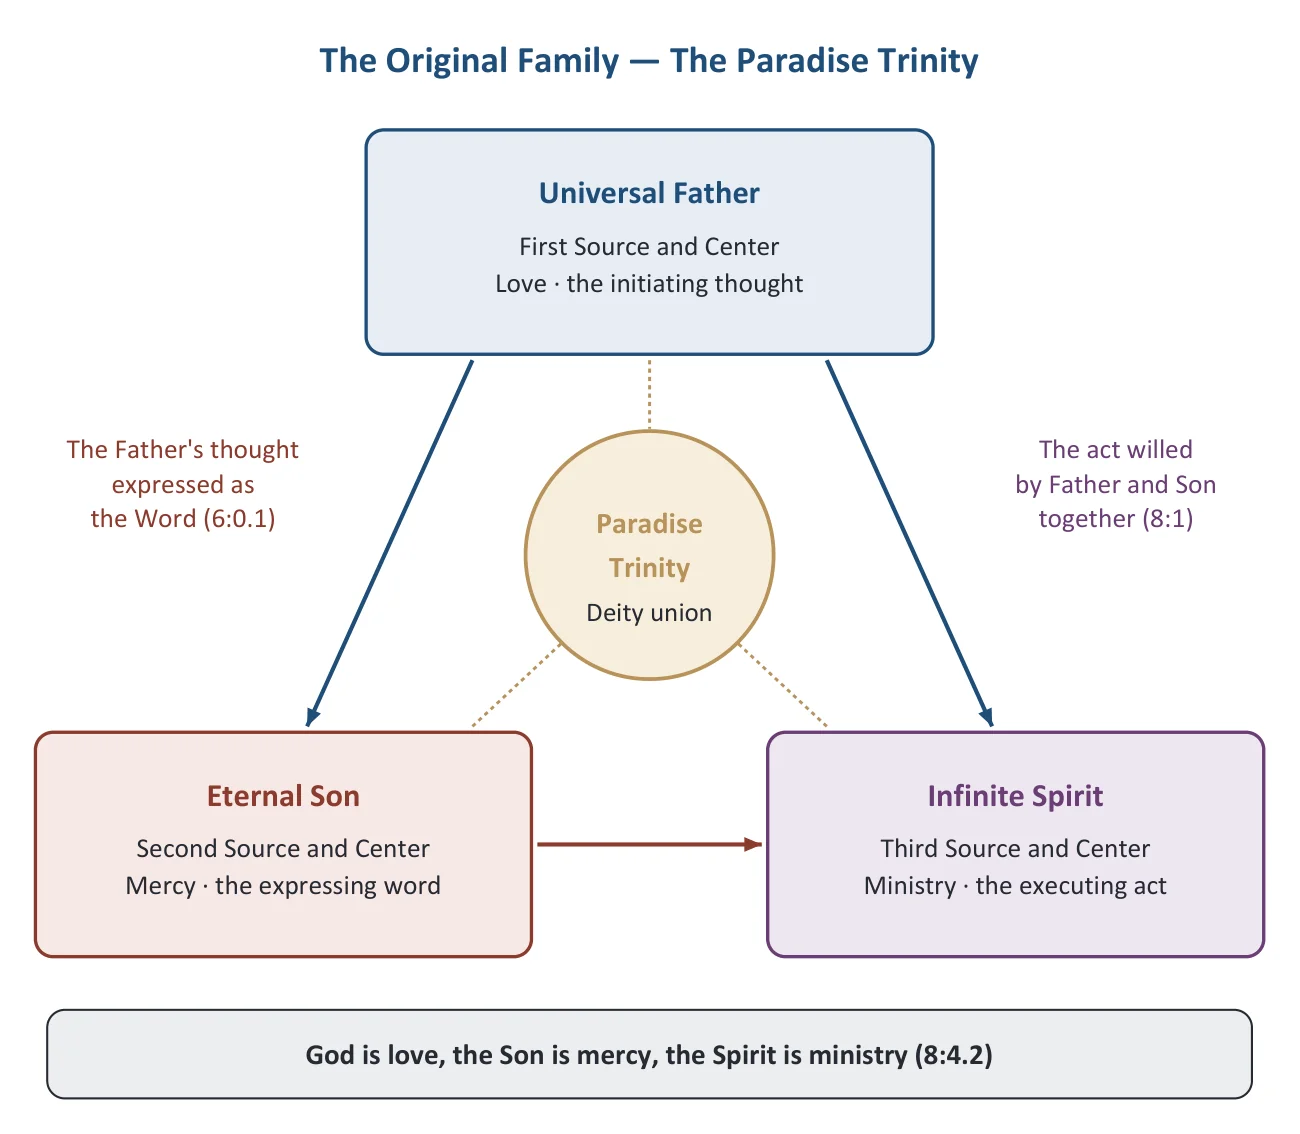 The Original Family — The Paradise Trinity
Universal Father
First Source and Center
Love · the initiating thought
The Father's thought
expressed as
the Word (6:0.1)
The act willed
by Father and Son
together (8:1)
Paradise
Trinity
Deity union
Eternal Son
Second Source and Center
Mercy · the expressing word
Infinite Spirit
Third Source and Center
Ministry · the executing act
God is love, the Son is mercy, the Spirit is ministry (8:4.2)